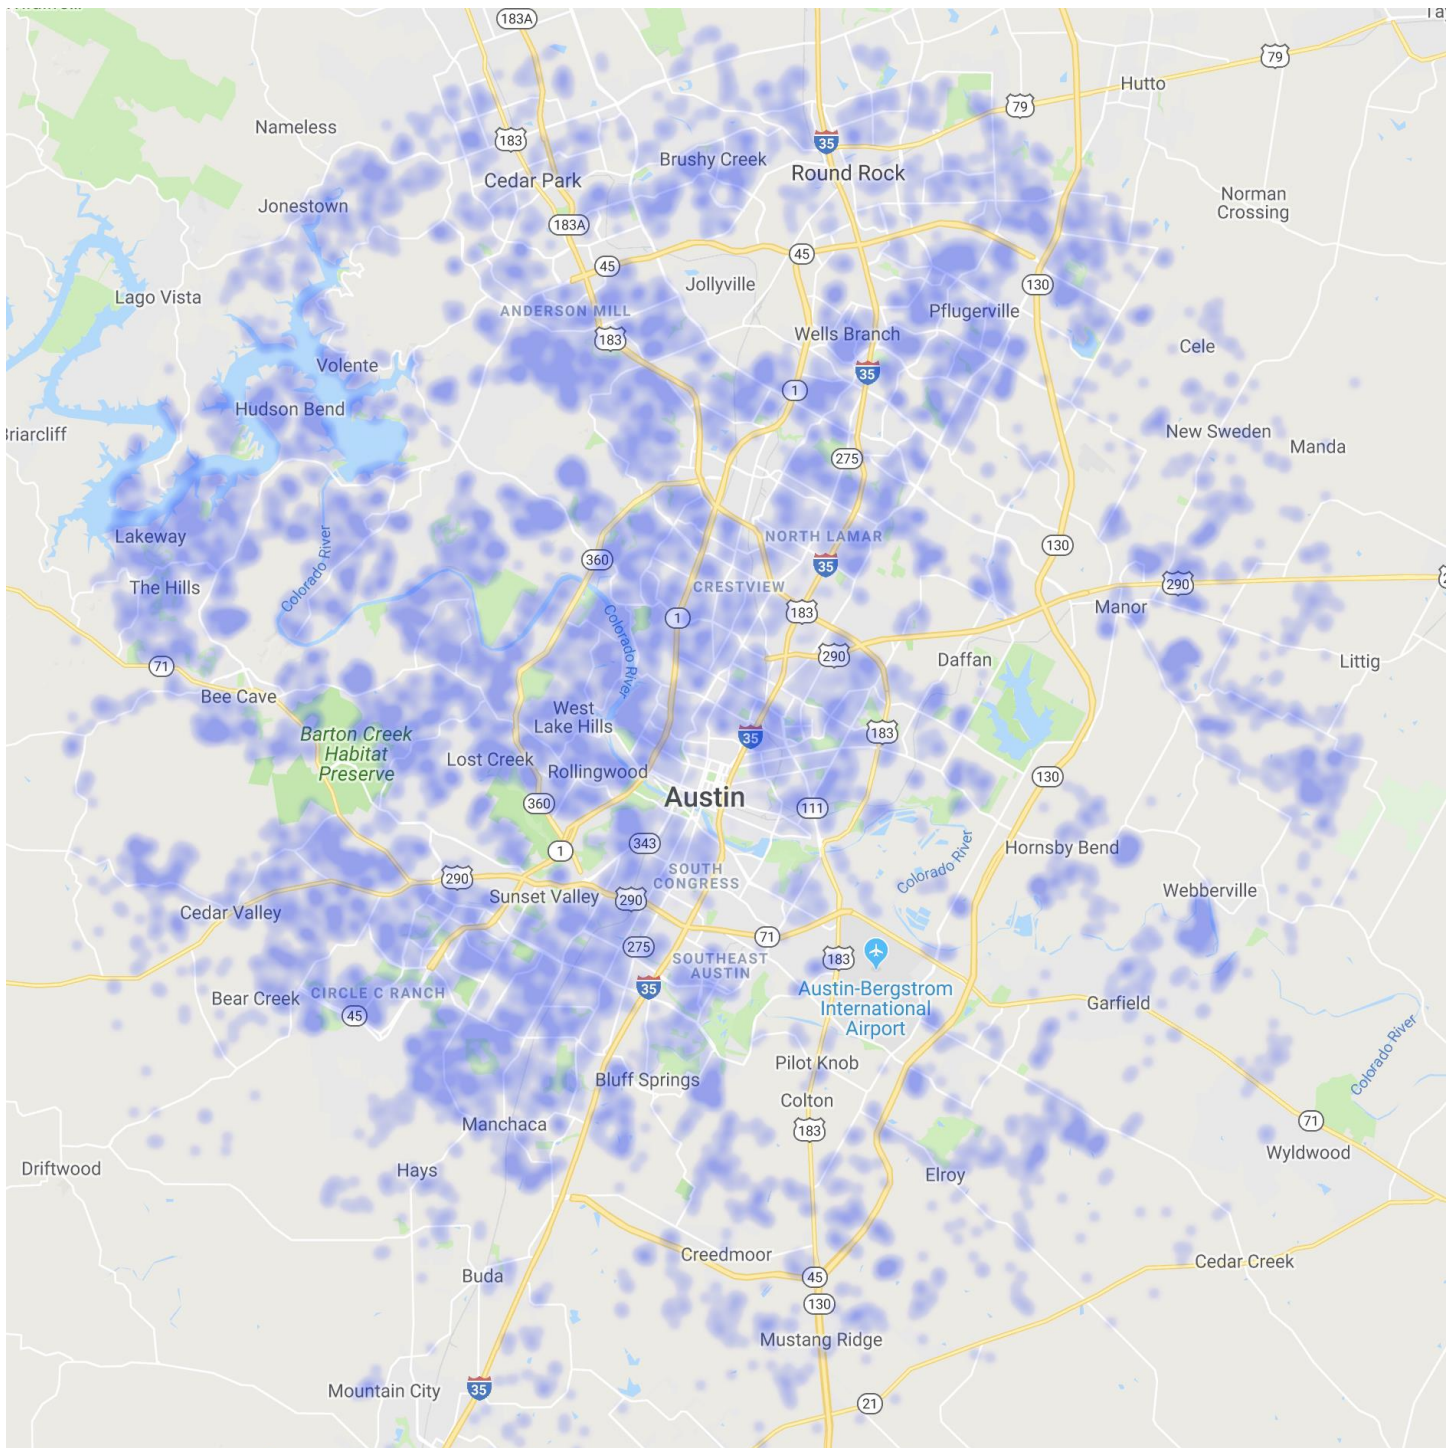 183A
79
Hutto
79
Nameless
183
35
Brushy Creek
Round Rock
Cedar Park
Norman
Crossing
Jonestown
183A
45
45
Jollyville
130
Lago Vista
ANDERSON MILL
Pflugerville
183
Wells Branch
Cele
Volente
35
1
Hudson Bend
Briarcliff
New Sweden
Manda
275
Lakeway
NORTH LAMAR
130
360
35
The Hills
Colorado River
CRESTVIEW
290
Manor
183
1
Colorado River
290
Daffan
Littig
71
Bee Cave
West
Lake Hills
Barton Creek
Habitat
Preserve
35
183
Lost Creek
Rollingwood
130
Austin
360
111
343
1
Hornsby Bend
Colorado River
SOUTH
CONGRESS
290
Webberville
Sunset Valley
290
Cedar Valley
71
275
183
SOUTHEAST
AUSTIN
Bear Creek
CIRCLE C RANCH
35
Austin-Bergstrom
International
Airport
Garfield
45
Colorado River
Pilot Knob
Bluff Springs
Colton
Manchaca
183
71
Wyldwood
Driftwood
Hays
Elroy
Creedmoor
Cedar Creek
Buda
45
130
Mustang Ridge
Mountain City
35
21